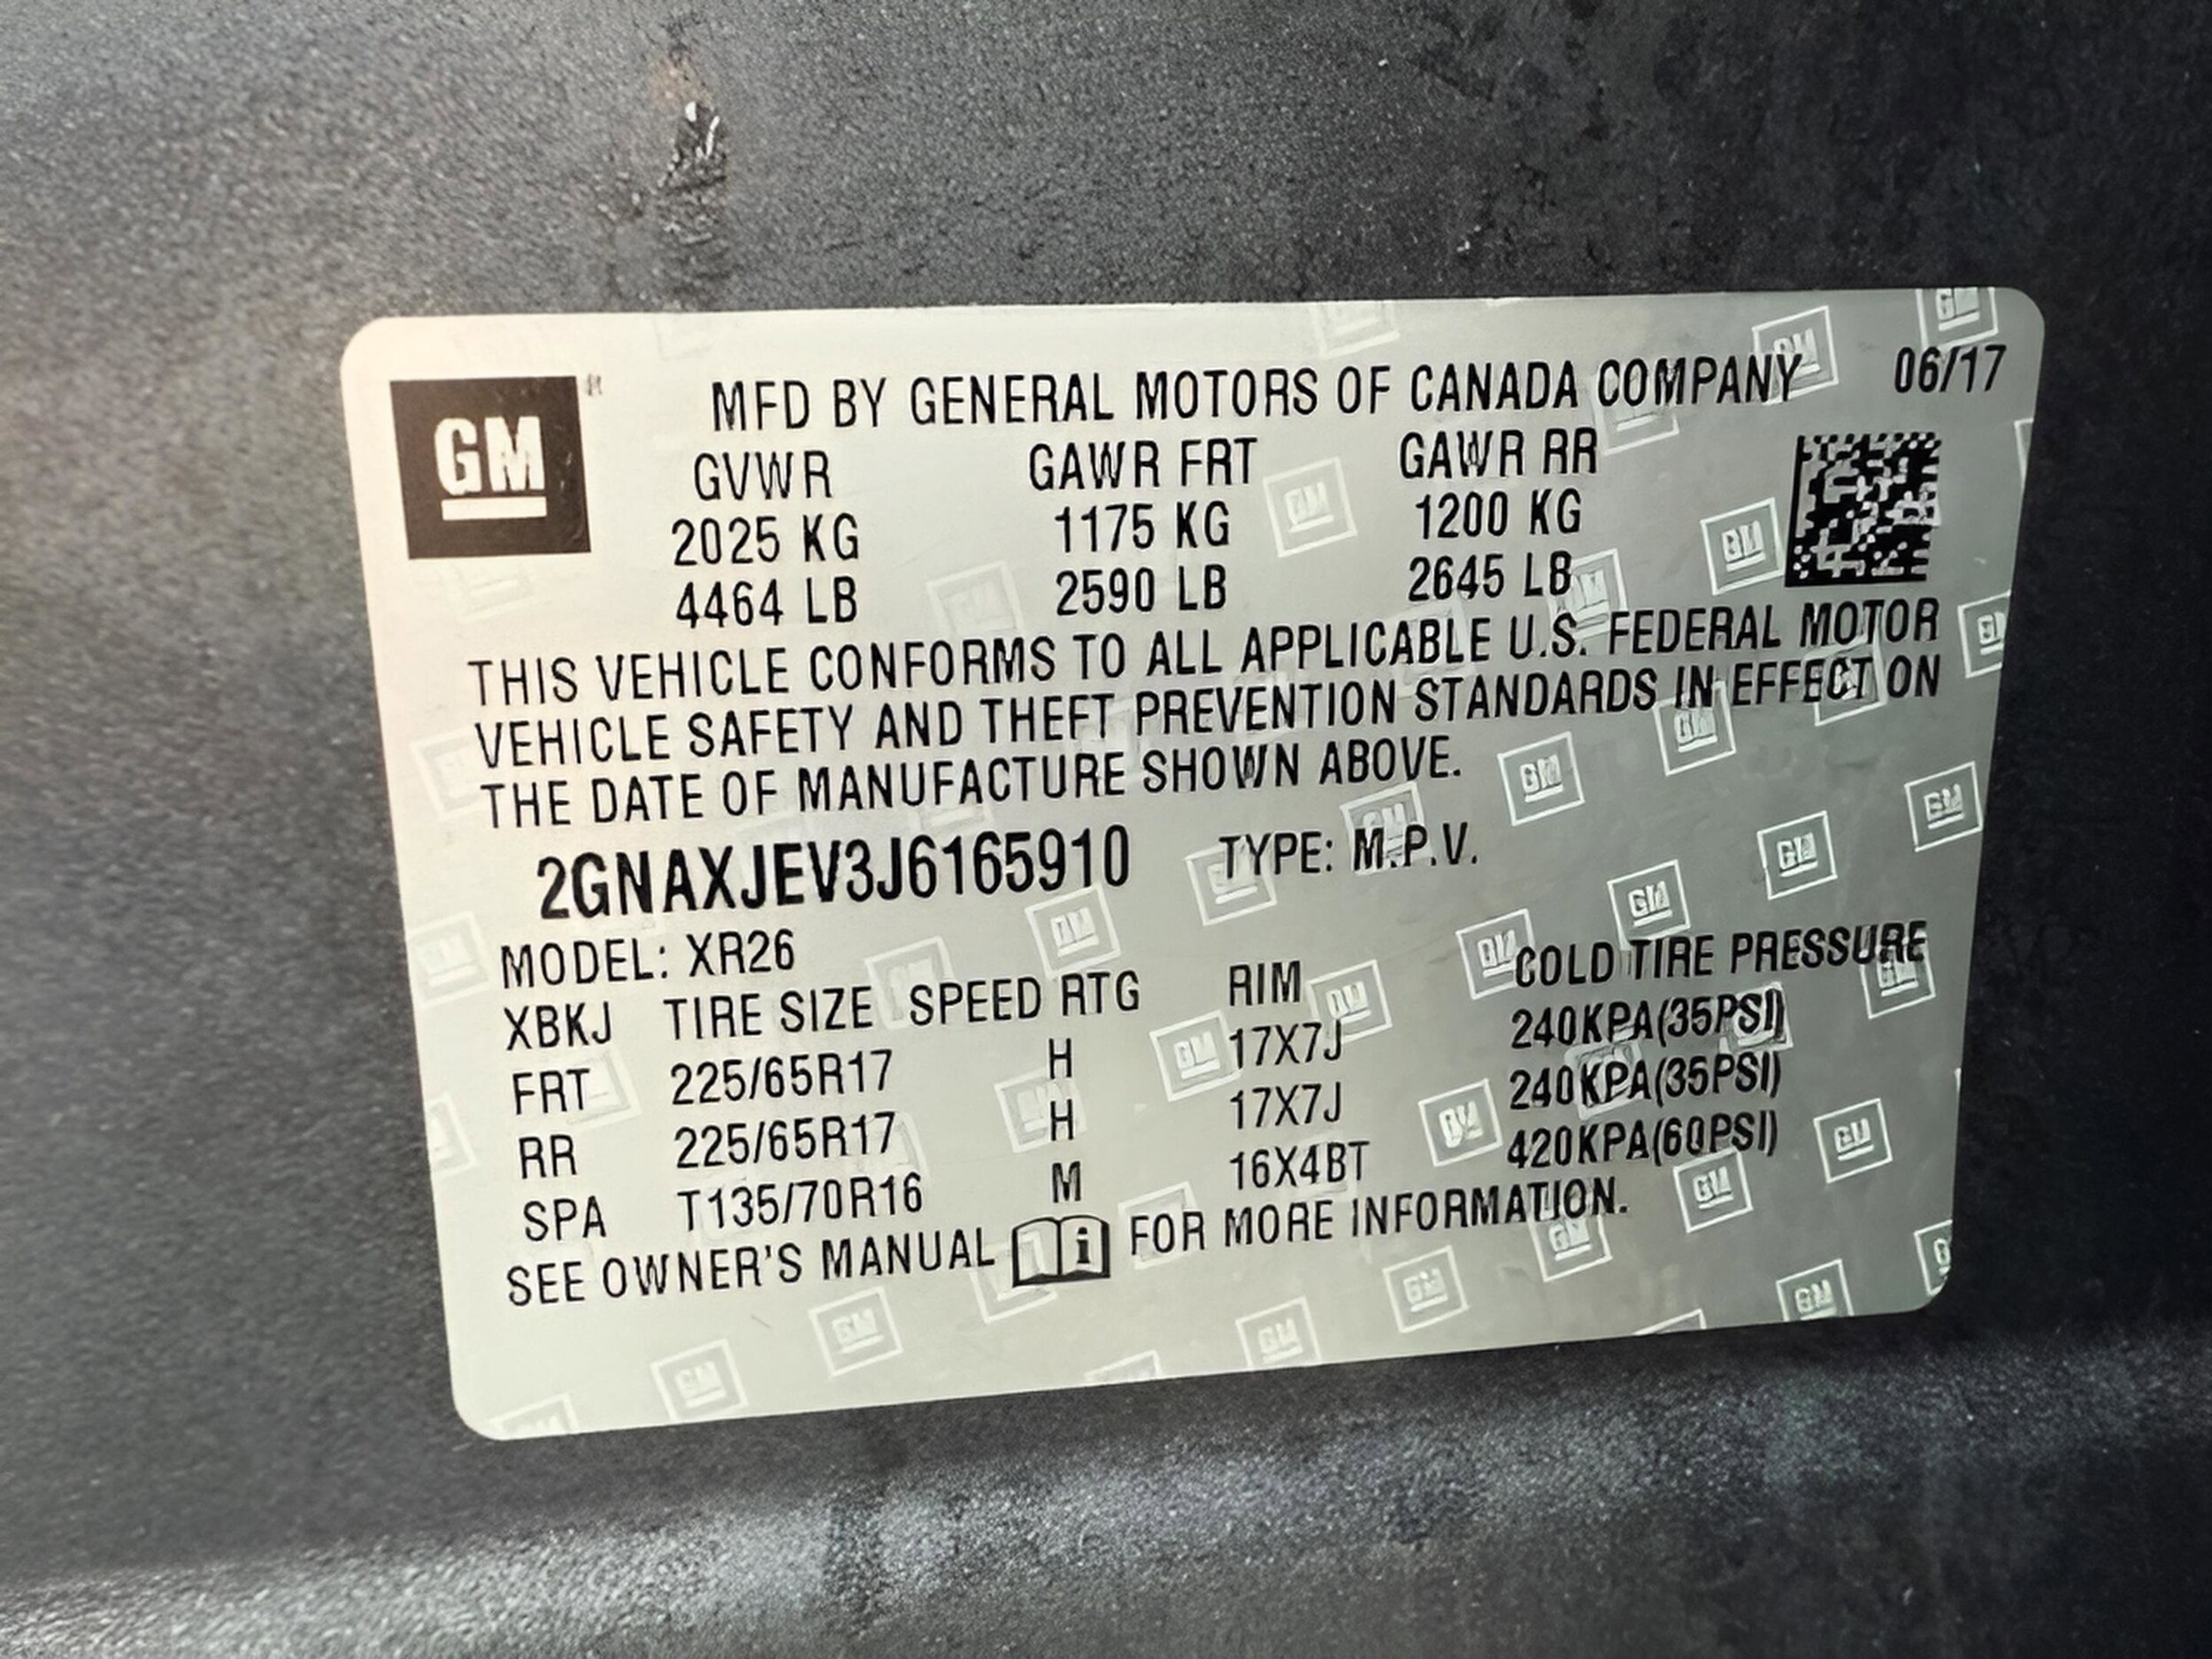 GM ® MFD BY GENERAL MOTORS OF CANADA COMPANY 06/17
GVWR GAWR FRT GAWR RR
2025 KG 1175 KG 1200 KG
4464 LB 2590 LB 2645 LB
THIS VEHICLE CONFORMS TO ALL APPLICABLE U.S. FEDERAL MOTOR
VEHICLE SAFETY AND THEFT PREVENTION STANDARDS IN EFFECT ON
THE DATE OF MANUFACTURE SHOWN ABOVE.
2GNAXJEV3J6165910 TYPE: M.P.V.
MODEL: XR26
XBKJ TIRE SIZE SPEED RTG RIM COLD TIRE PRESSURE
FRT 225/65R17 H 17X7J 240KPA(35PSI)
RR 225/65R17 H 17X7J 240KPA(35PSI)
SPA T135/70R16 M 16X4BT 420KPA(60PSI)
SEE OWNER'S MANUAL i FOR MORE INFORMATION.